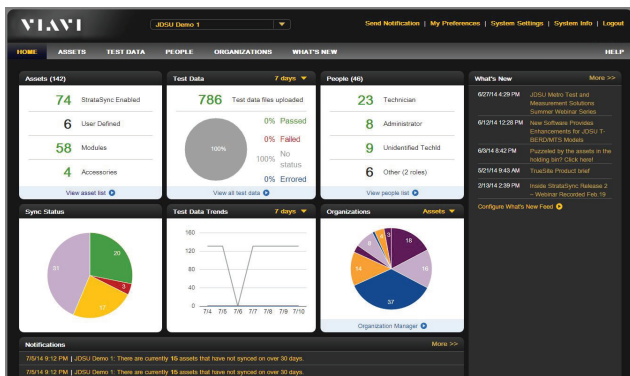 VIAVI
JDSU Demo 1
Send Notification | My Preferences | System Settings | System Info | Logout
HOME ASSETS TEST DATA PEOPLE ORGANIZATIONS WHAT'S NEW HELP
Assets (142)
74 StrataSync Enabled
6 User Defined
58 Modules
4 Accessories
View asset list
Test Data 7 days
786 Test data files uploaded
100%
0% Passed
0% Failed
100% No status
0% Errored
View all test data
People (46)
23 Technician
8 Administrator
9 Unidentified TechId
6 Other (2 roles)
View people list
What's New More >>
6/27/14 4:29 PM JDSU Metro Test and
Measurement Solutions
Summer Webinar Series
6/12/14 12:28 PM New Software Provides
Enhancements for JDSU T-
BERD/MTS Models
6/3/14 8:42 PM Puzzeled by the assets in the
holding bin? Click here!
5/21/14 9:43 AM TrueSite Product brief
2/13/14 2:39 PM Inside StrataSync Release 2
– Webinar Recorded Feb.19
Configure What's New Feed
Sync Status
20
3
17
31
Test Data Trends 7 days
160
120
80
40
0
7/4 7/5 7/6 7/7 7/8 7/9 7/10
Organizations Assets
18
16
37
14
8
4
3
Organization Manager
Notifications More >>
7/5/14 9:12 PM | JDSU Demo 1: There are currently 15 assets that have not synced on over 30 days.
7/5/14 9:12 PM | JDSU Demo 1: There are currently 15 assets that have not synced on over 30 days.